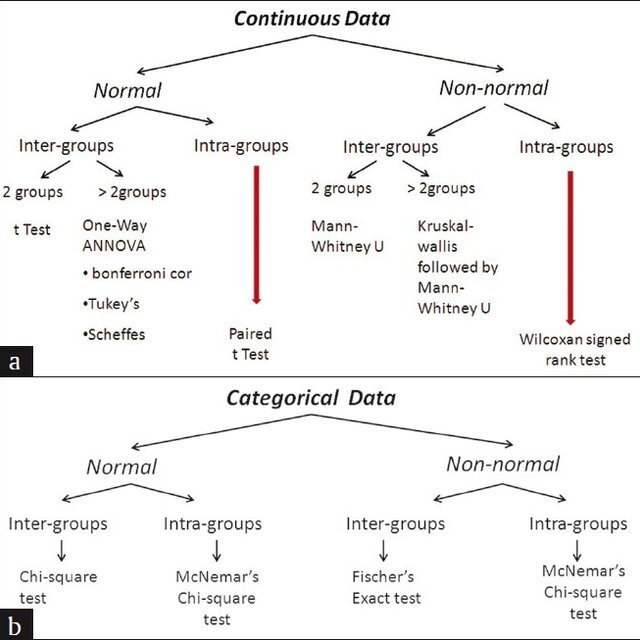 Continuous Data
Normal
Non-normal
Inter-groups
Intra-groups
Inter-groups
Intra-groups
2 groups
> 2groups
2 groups
> 2groups
t Test
One-Way
ANNOVA
• bonferroni cor
•Tukey's
•Scheffes
Paired
t Test
Mann-
Whitney U
Kruskal-
wallis
followed by
Mann-
Whitney U
Wilcoxan signed
rank test
a
Categorical Data
Normal
Non-normal
Inter-groups
Intra-groups
Inter-groups
Intra-groups
Chi-square
test
McNemar's
Chi-square
test
Fischer's
Exact test
McNemar's
Chi-square
test
b